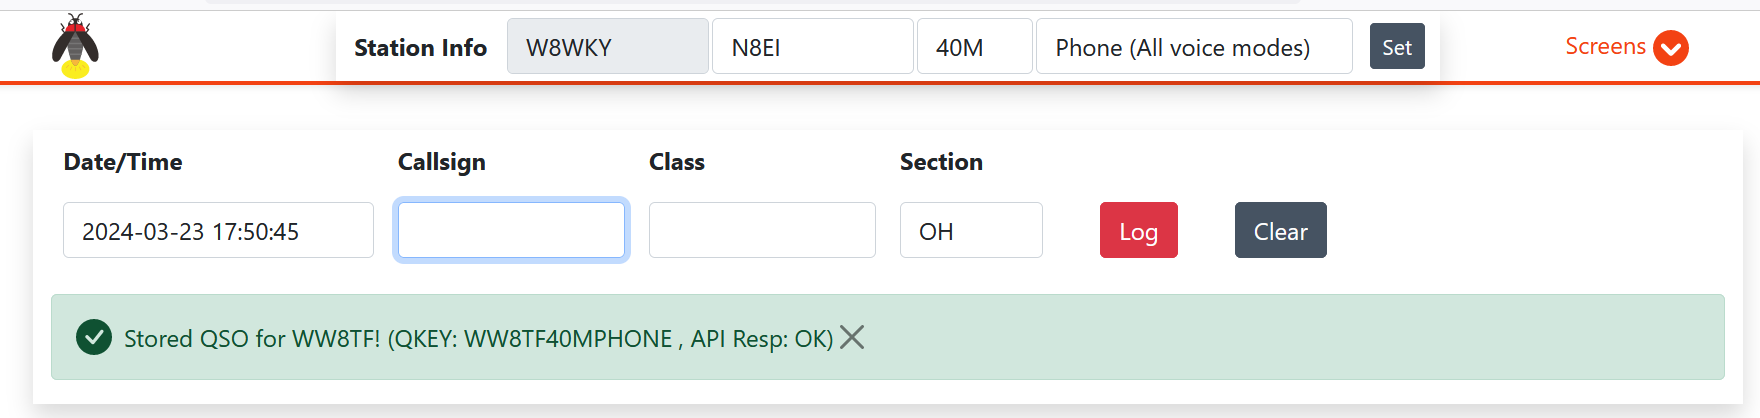 Station Info W8WKY N8EI 40M Phone (All voice modes) Set Screens
Date/Time Callsign Class Section
2024-03-23 17:50:45 OH Log Clear
Stored QSO for WW8TF! (QKEY: WW8TF40MPHONE , API Resp: OK)